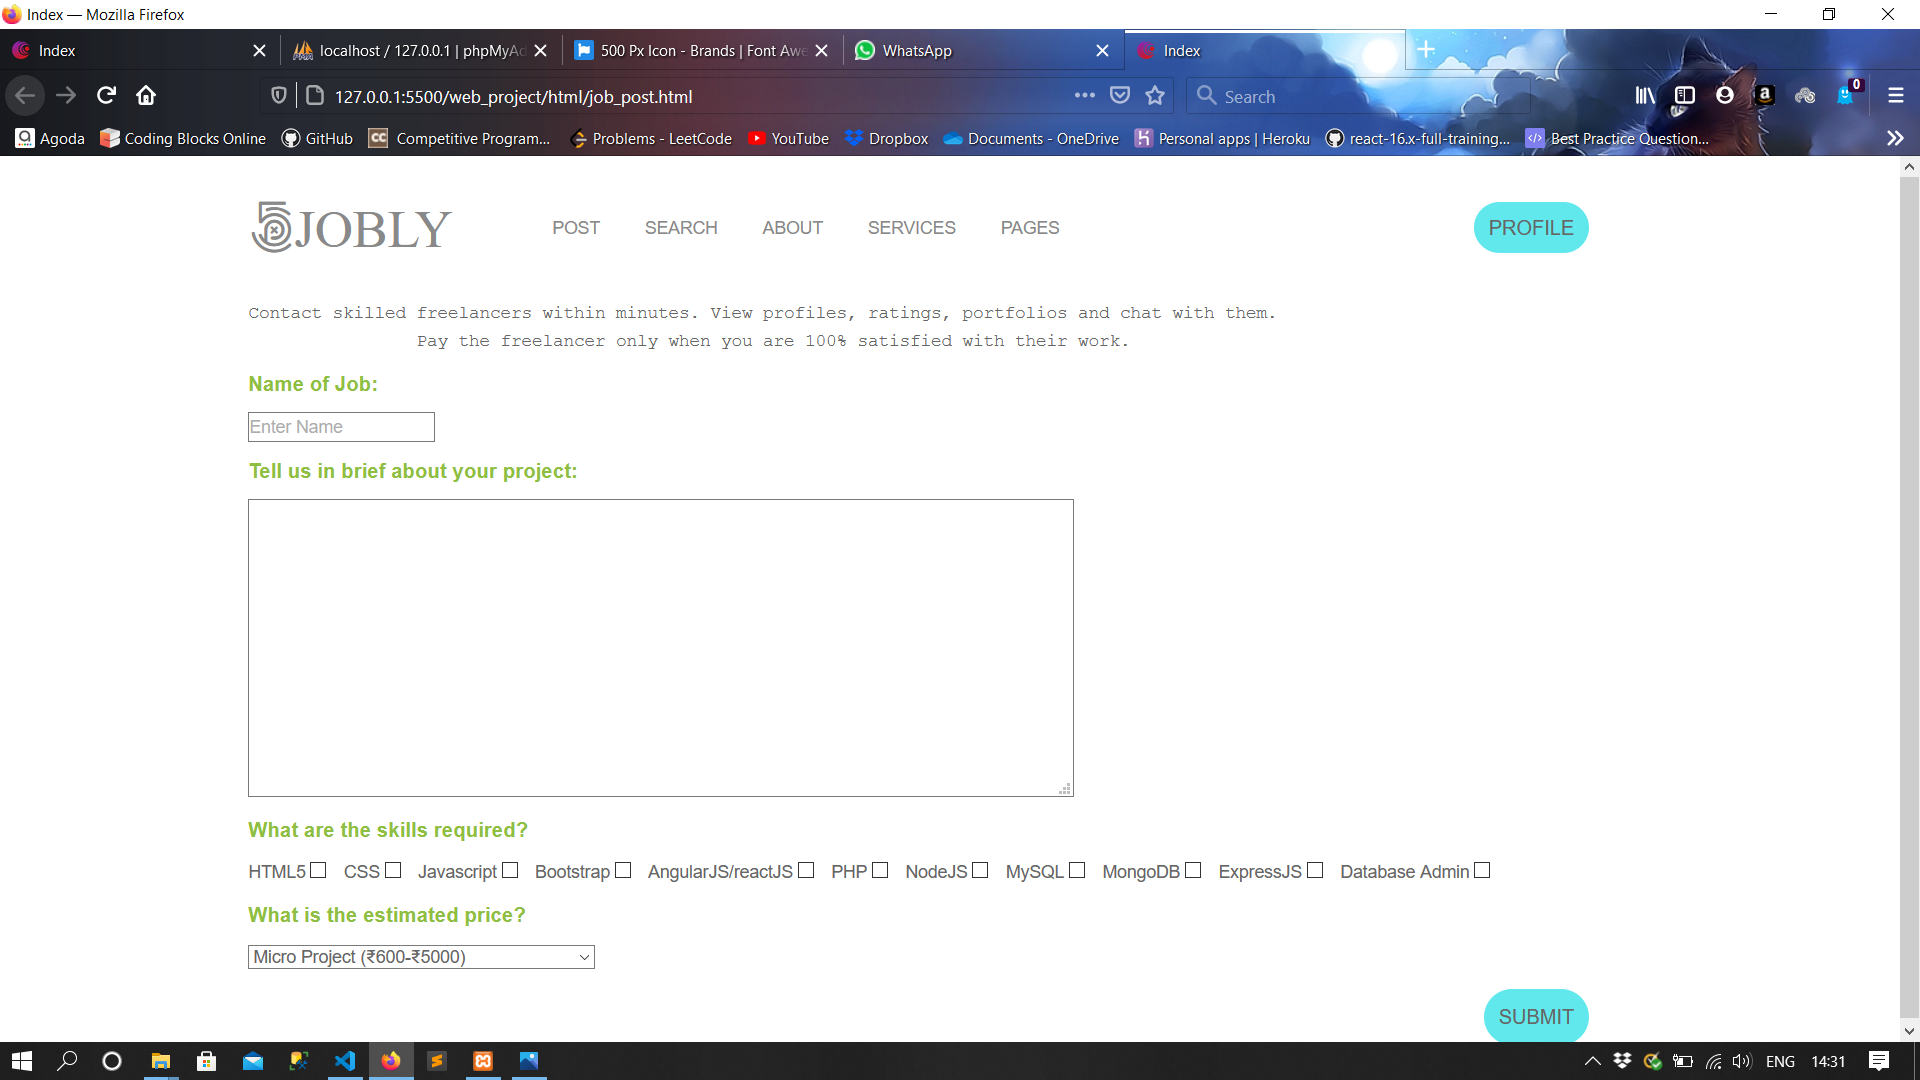 Index — Mozilla Firefox
Index
localhost / 127.0.0.1 | phpMyAd
500 Px Icon - Brands | Font Awe
WhatsApp
Index
127.0.0.1:5500/web_project/html/job_post.html
Search
0
Agoda
Coding Blocks Online
GitHub
CC Competitive Program...
Problems - LeetCode
YouTube
Dropbox
Documents - OneDrive
Personal apps | Heroku
react-16.x-full-training...
Best Practice Question...
5JOBLY
POST
SEARCH
ABOUT
SERVICES
PAGES
PROFILE
Contact skilled freelancers within minutes. View profiles, ratings, portfolios and chat with them.
Pay the freelancer only when you are 100% satisfied with their work.
Name of Job:
Enter Name
Tell us in brief about your project:
What are the skills required?
HTML5 CSS Javascript Bootstrap AngularJS/reactJS PHP NodeJS MySQL MongoDB ExpressJS Database Admin
What is the estimated price?
Micro Project (₹600-₹5000)
SUBMIT
ENG
14:31